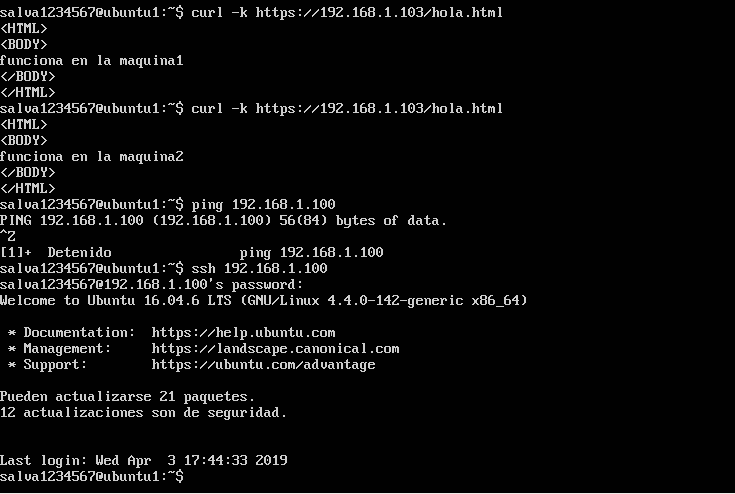 salva1234567@ubuntu1:~$ curl -k https://192.168.1.103/hola.html
<HTML>
<BODY>
funciona en la maquina1
</BODY>
</HTML>
salva1234567@ubuntu1:~$ curl -k https://192.168.1.103/hola.html
<HTML>
<BODY>
funciona en la maquina2
</BODY>
</HTML>
salva1234567@ubuntu1:~$ ping 192.168.1.100
PING 192.168.1.100 (192.168.1.100) 56(84) bytes of data.
^Z
[1]+  Detenido                ping 192.168.1.100
salva1234567@ubuntu1:~$ ssh 192.168.1.100
salva1234567@192.168.1.100's password:
Welcome to Ubuntu 16.04.6 LTS (GNU/Linux 4.4.0-142-generic x86_64)

 * Documentation:  https://help.ubuntu.com
 * Management:     https://landscape.canonical.com
 * Support:        https://ubuntu.com/advantage

Pueden actualizarse 21 paquetes.
12 actualizaciones son de seguridad.


Last login: Wed Apr  3 17:44:33 2019
salva1234567@ubuntu1:~$